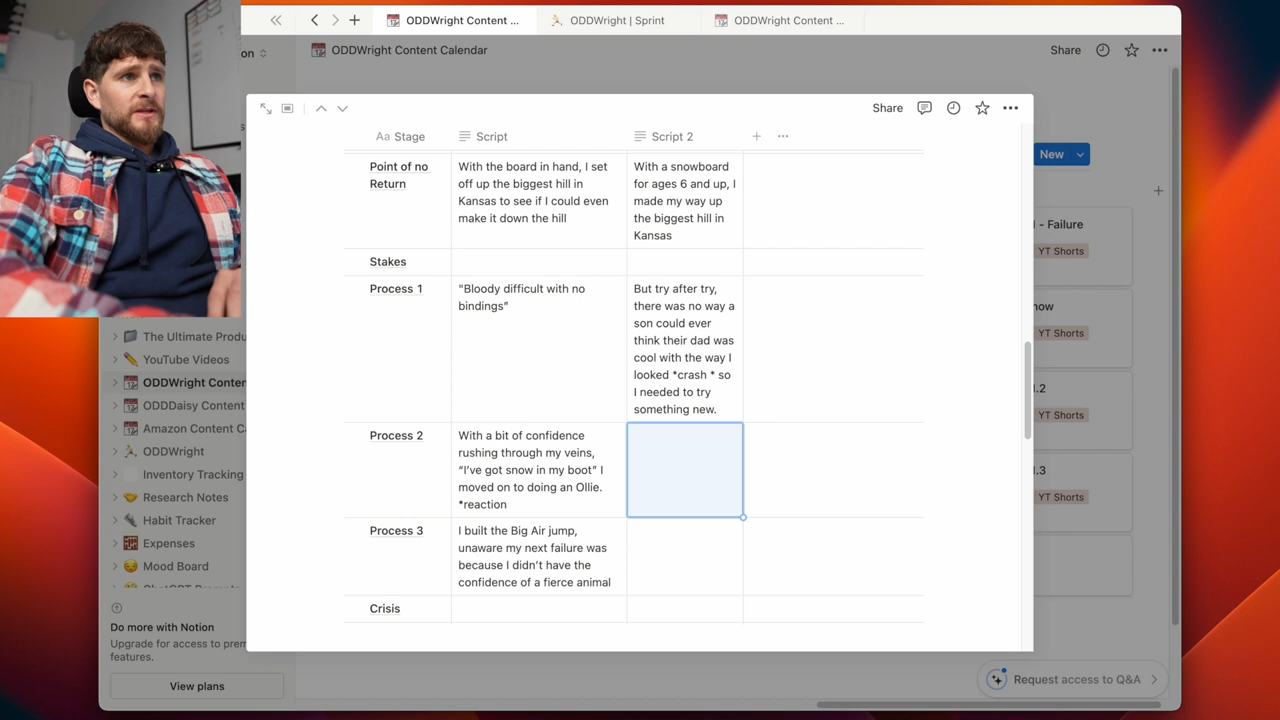 ODDWright Content ...
ODDWright | Sprint
ODDWright Content ...
on
ODDWright Content Calendar
Share
Share
Aa Stage
Script
Script 2
New
Point of no
Return
With the board in hand, I set
off up the biggest hill in
Kansas to see if I could even
make it down the hill
With a snowboard
for ages 6 and up, I
made my way up
the biggest hill in
Kansas
Stakes
Process 1
"Bloody difficult with no
bindings"
But try after try,
there was no way a
son could ever
think their dad was
cool with the way I
looked *crash * so
I needed to try
something new.
Process 2
With a bit of confidence
rushing through my veins,
“I’ve got snow in my boot” I
moved on to doing an Ollie.
*reaction
Process 3
I built the Big Air jump,
unaware my next failure was
because I didn’t have the
confidence of a fierce animal
Crisis
- Failure
YT Shorts
now
YT Shorts
.2
YT Shorts
.3
YT Shorts
The Ultimate Produ
YouTube Videos
ODDWright Conten
ODDDaisy Content
Amazon Content Ca
ODDWright
Inventory Tracking
Research Notes
Habit Tracker
Expenses
Mood Board
ChatGPT Prompts
Do more with Notion
Upgrade for access to prem
features.
View plans
Request access to Q&A